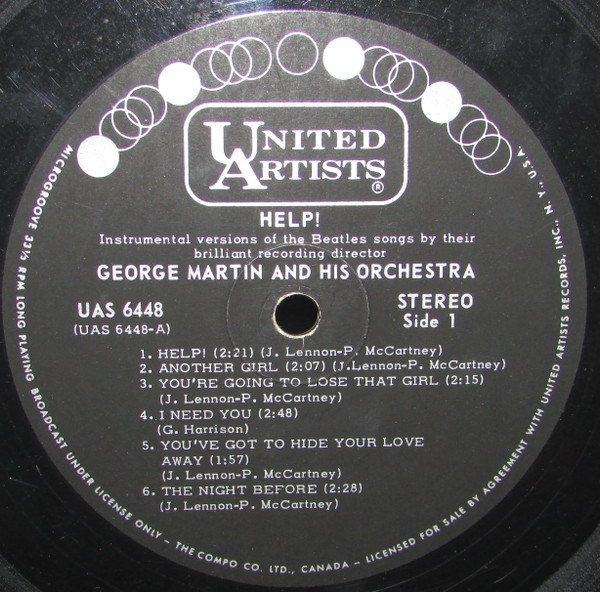 UNITED
ARTISTS®
HELP!
Instrumental versions of the Beatles songs by their
brilliant recording director
GEORGE MARTIN AND HIS ORCHESTRA
UAS 6448
(UAS 6448-A)
STEREO
Side 1
1. HELP! (2:21) (J. Lennon-P. McCartney)
2. ANOTHER GIRL (2:07) (J.Lennon-P. McCartney)
3. YOU'RE GOING TO LOSE THAT GIRL (2:15)
(J. Lennon-P. McCartney)
4. I NEED YOU (2:48)
(G. Harrison)
5. YOU'VE GOT TO HIDE YOUR LOVE
AWAY (1:57)
(J. Lennon-P. McCartney)
6. THE NIGHT BEFORE (2:28)
(J. Lennon-P. McCartney)
MICROGROOVE 33⅓ RPM LONG PLAYING BROADCAST UNDER LICENSE ONLY – THE COMPO CO. LTD., CANADA – LICENSED FOR SALE BY AGREEMENT WITH UNITED ARTISTS RECORDS, INC., N. Y., U.S.A.